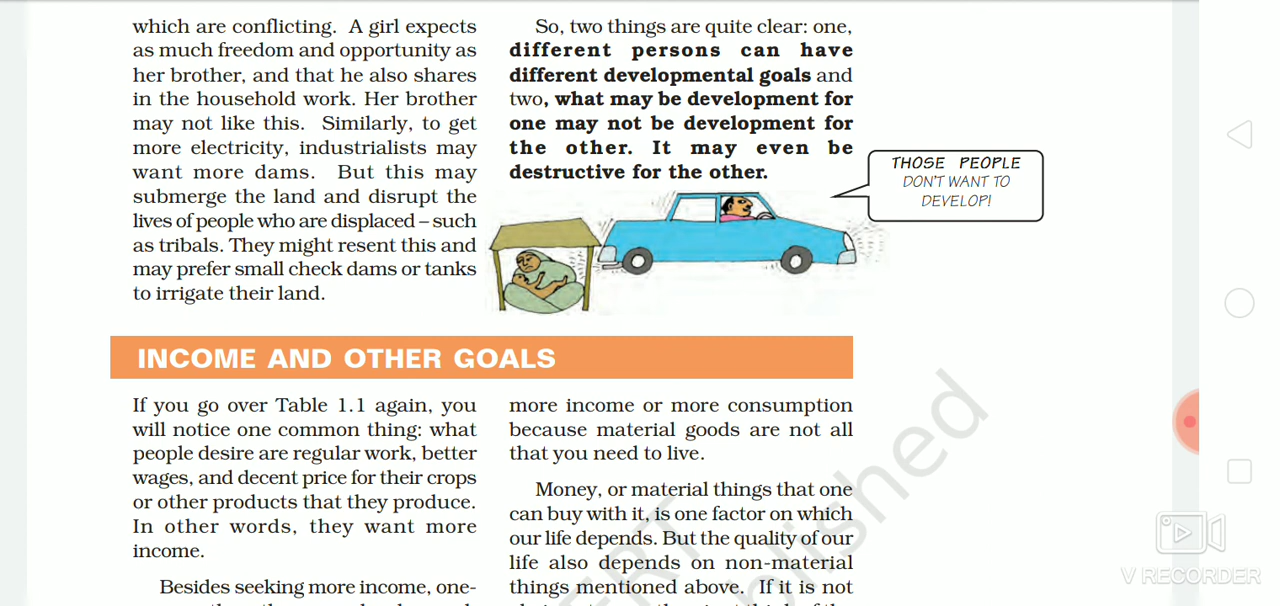 which are conflicting. A girl expects
as much freedom and opportunity as
her brother, and that he also shares
in the household work. Her brother
may not like this. Similarly, to get
more electricity, industrialists may
want more dams. But this may
submerge the land and disrupt the
lives of people who are displaced – such
as tribals. They might resent this and
may prefer small check dams or tanks
to irrigate their land.
So, two things are quite clear: one,
different persons can have
different developmental goals and
two, what may be development for
one may not be development for
the other. It may even be
destructive for the other.
THOSE PEOPLE
DON'T WANT TO
DEVELOP!
INCOME AND OTHER GOALS
If you go over Table 1.1 again, you
will notice one common thing: what
people desire are regular work, better
wages, and decent price for their crops
or other products that they produce.
In other words, they want more
income.
Besides seeking more income, one-
more income or more consumption
because material goods are not all
that you need to live.
Money, or material things that one
can buy with it, is one factor on which
our life depends. But the quality of our
life also depends on non-material
things mentioned above. If it is not
V RECORDER